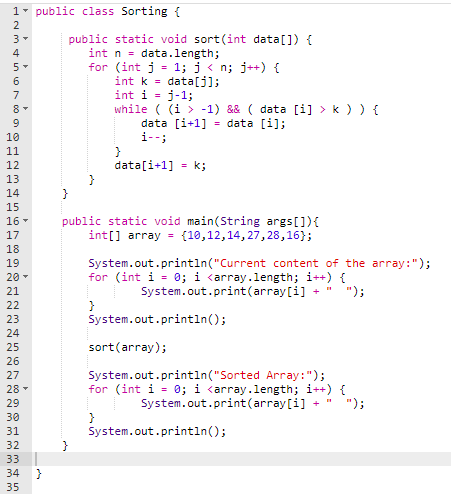 1 public class Sorting {
2
3     public static void sort(int data[]) {
4        int n = data.length;
5        for (int j = 1; j < n; j++) {
6            int k = data[j];
7            int i = j-1;
8            while ( (i > -1) && ( data [i] > k ) ) {
9                data [i+1] = data [i];
10                i--;
11            }
12            data[i+1] = k;
13        }
14    }
15
16    public static void main(String args[]){
17        int[] array = {10,12,14,27,28,16};
18
19        System.out.println("Current content of the array:");
20        for (int i = 0; i <array.length; i++) {
21                System.out.print(array[i] + "  ");
22        }
23        System.out.println();
24
25        sort(array);
26
27        System.out.println("Sorted Array:");
28        for (int i = 0; i <array.length; i++) {
29                System.out.print(array[i] + "  ");
30        }
31        System.out.println();
32    }
33
34 }
35